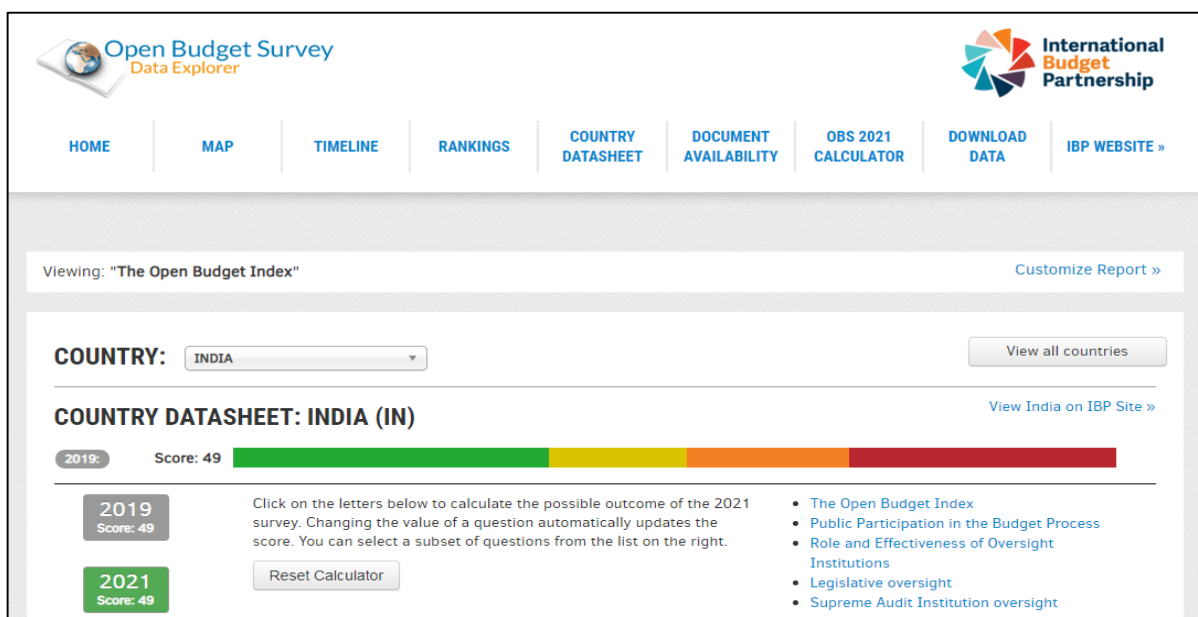 Open Budget Survey
Data Explorer
International
Budget
Partnership
HOME
MAP
TIMELINE
RANKINGS
COUNTRY
DATASHEET
DOCUMENT
AVAILABILITY
OBS 2021
CALCULATOR
DOWNLOAD
DATA
IBP WEBSITE »
Viewing: "The Open Budget Index"
Customize Report »
COUNTRY:
INDIA
View all countries
COUNTRY DATASHEET: INDIA (IN)
View India on IBP Site »
2019:
Score: 49
2019
Score: 49
2021
Score: 49
Click on the letters below to calculate the possible outcome of the 2021
survey. Changing the value of a question automatically updates the
score. You can select a subset of questions from the list on the right.
Reset Calculator
• The Open Budget Index
• Public Participation in the Budget Process
• Role and Effectiveness of Oversight
Institutions
• Legislative oversight
• Supreme Audit Institution oversight